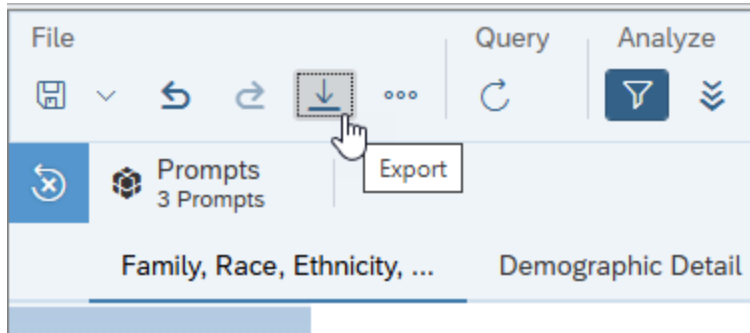 File
Query
Analyze
Prompts
3 Prompts
Export
Family, Race, Ethnicity, ...
Demographic Detail